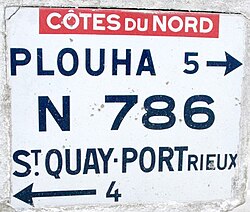 CÔTES DU NORD
PLOUHA 5 →
N 786
ST QUAY-PORTRIEUX
← 4